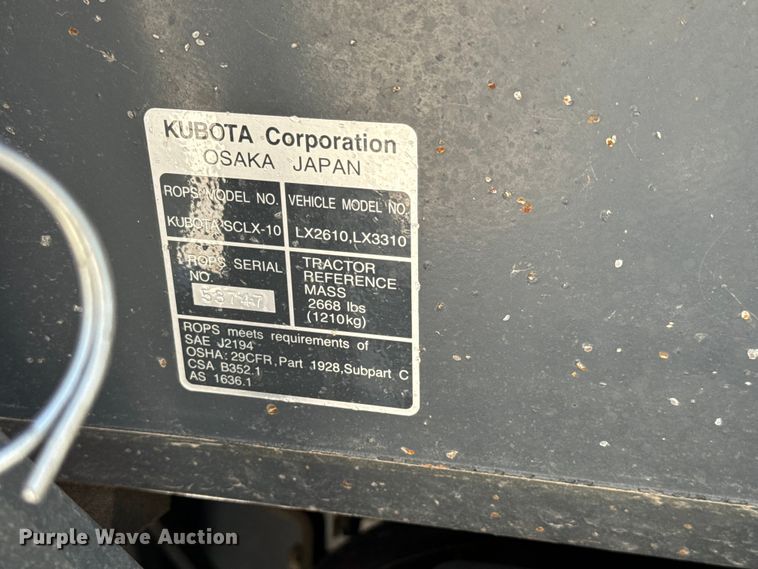 KUBOTA Corporation
OSAKA JAPAN
ROPS MODEL NO.
KUBOTA SCLX-10
VEHICLE MODEL NO.
LX2610,LX3310
ROPS SERIAL
NO.
53747
TRACTOR
REFERENCE
MASS
2668 lbs
(1210kg)
ROPS meets requirements of
SAE J2194
OSHA:29CFR,Part 1928,Subpart C
CSA B352.1
AS 1636.1
Purple Wave Auction